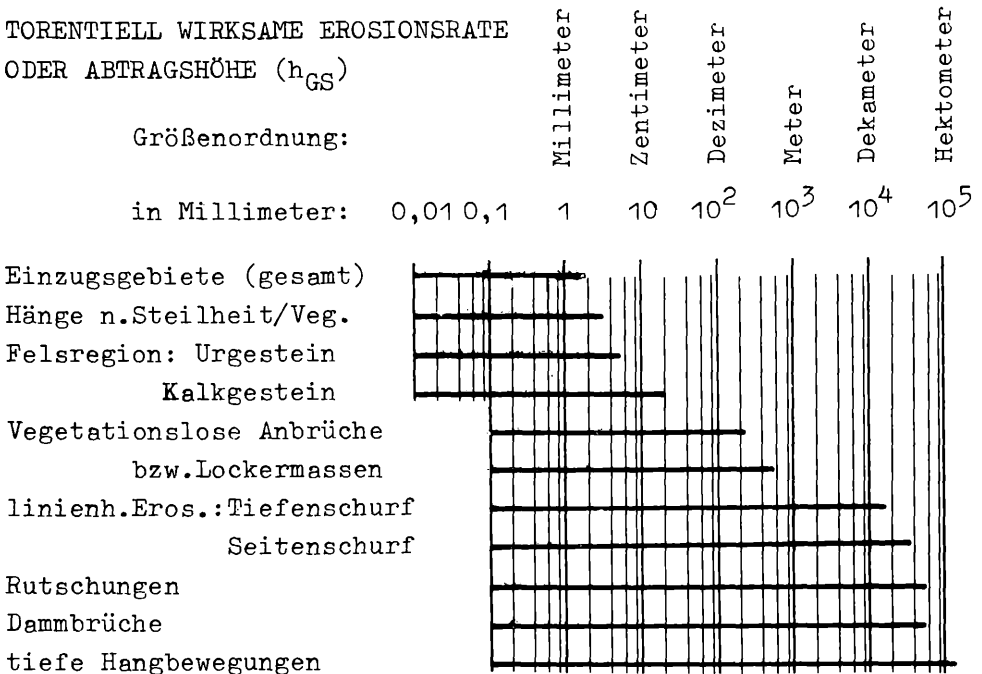 TORENTIELL WIRKSAME EROSIONSRATE
ODER ABTRAGSHÖHE (hGS)
Größenordnung: Millimeter Zentimeter Dezimeter Meter Dekameter Hektometer
in Millimeter: 0,01 0,1 1 10 10² 10³ 10⁴ 10⁵
Einzugsgebiete (gesamt)
Hänge n.Steilheit/Veg.
Felsregion: Urgestein
Kalkgestein
Vegetationslose Anbrüche
bzw.Lockermassen
linienh.Eros.:Tiefenschurf
Seitenschurf
Rutschungen
Dammbrüche
tiefe Hangbewegungen